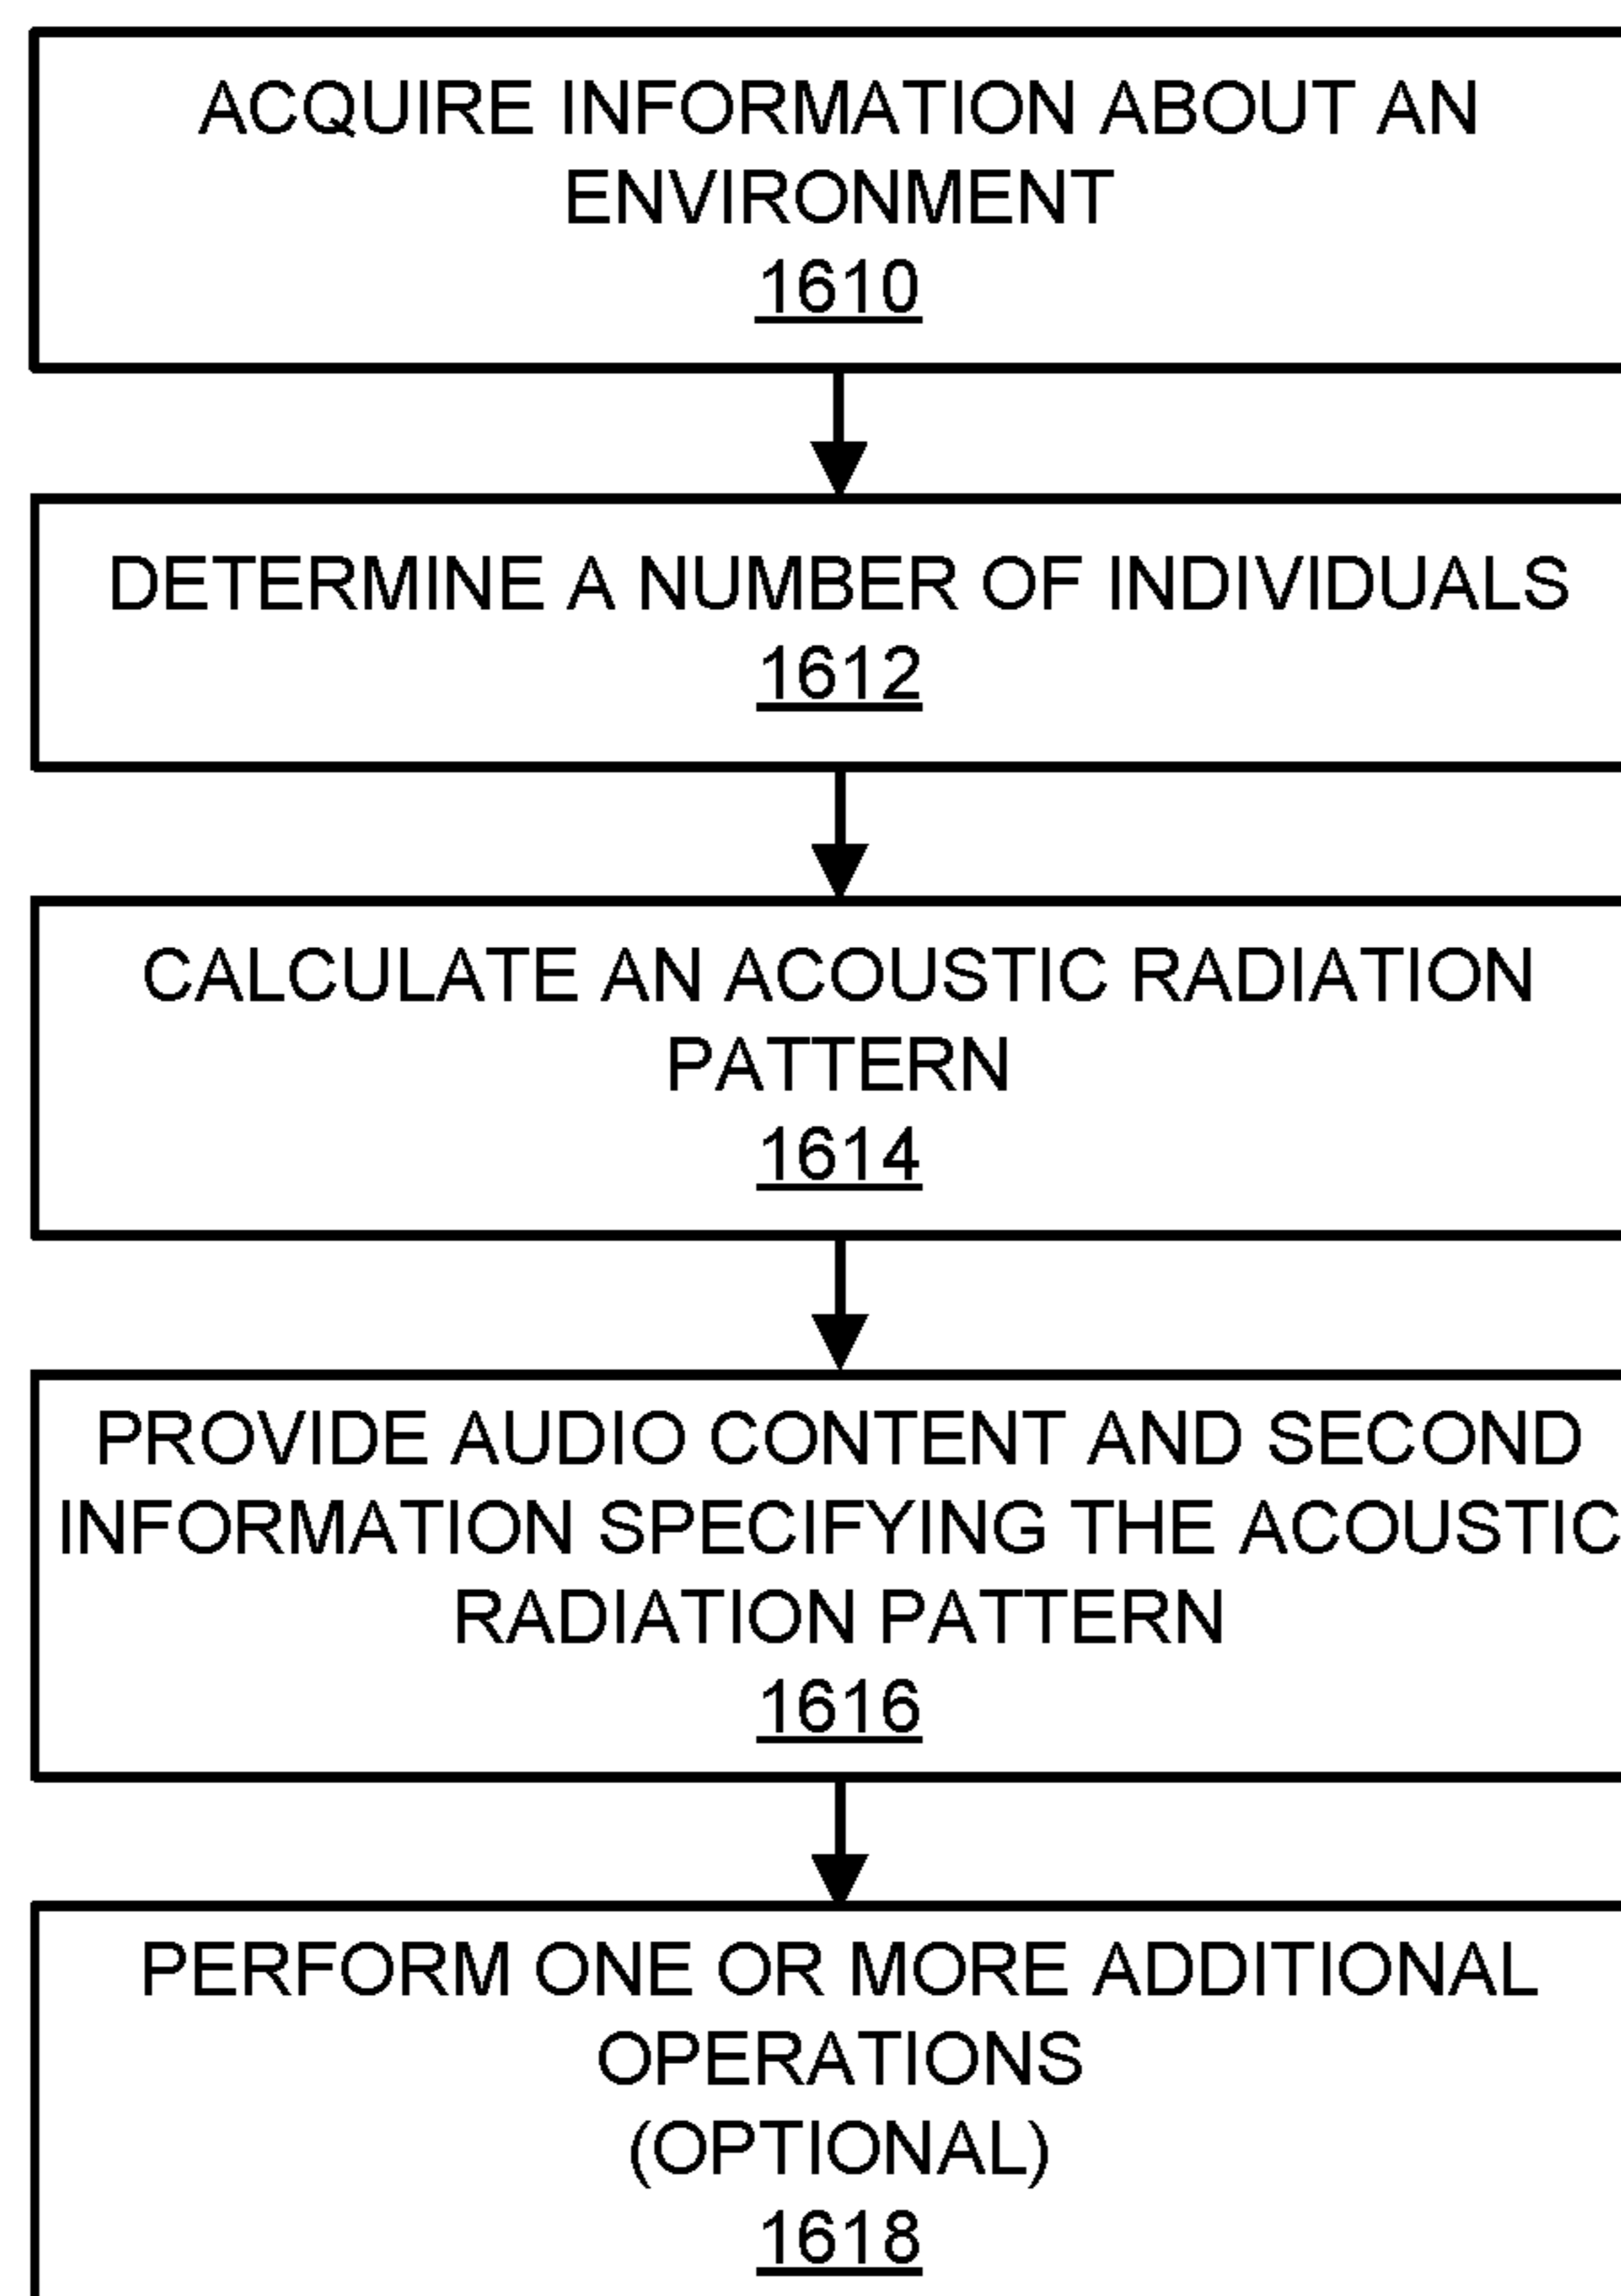 ACQUIRE INFORMATION ABOUT AN
ENVIRONMENT
1610
DETERMINE A NUMBER OF INDIVIDUALS
1612
CALCULATE AN ACOUSTIC RADIATION
PATTERN
1614
PROVIDE AUDIO CONTENT AND SECOND
INFORMATION SPECIFYING THE ACOUSTIC
RADIATION PATTERN
1616
PERFORM ONE OR MORE ADDITIONAL
OPERATIONS
(OPTIONAL)
1618